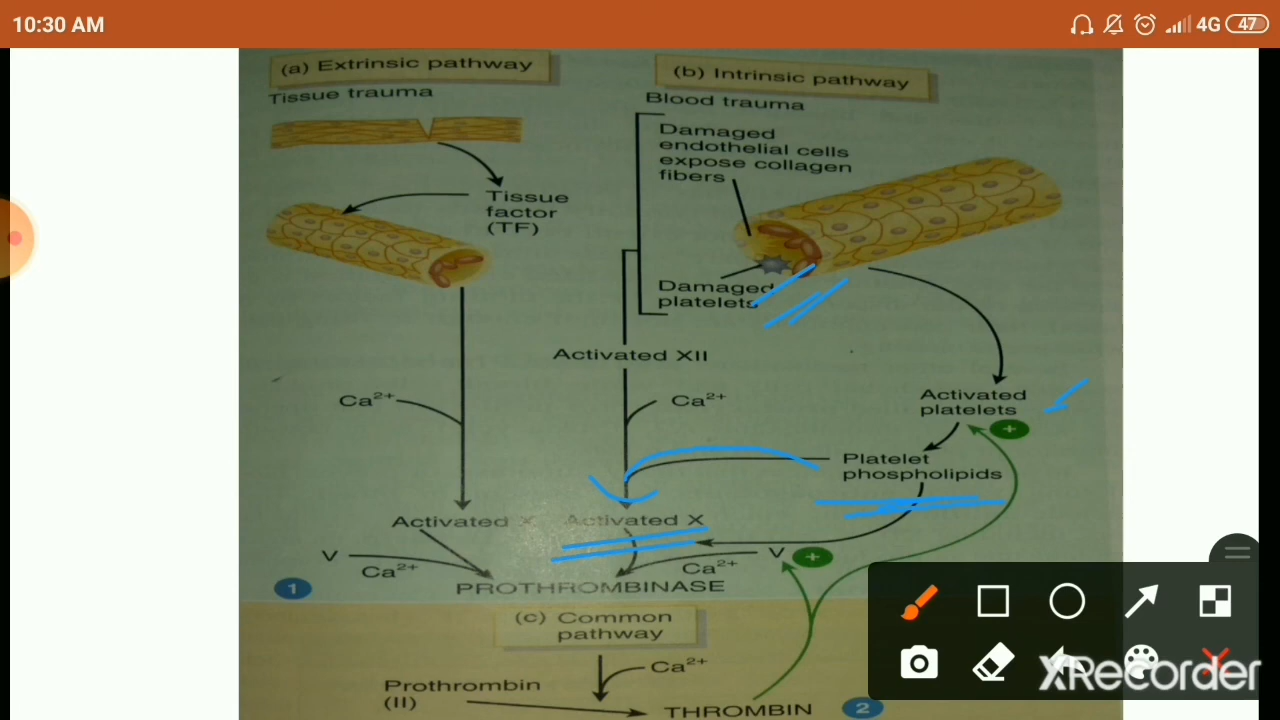 10:30 AM
4G
47
(a) Extrinsic pathway
Tissue trauma
Tissue
factor
(TF)
Ca2+
Activated X
V
Ca2+
1
(b) Intrinsic pathway
Blood trauma
Damaged
endothelial cells
expose collagen
fibers
Damaged
platelets
Activated XII
Ca2+
Activated
platelets
+
Platelet
phospholipids
Activated X
V
+
Ca2+
PROTHROMBINASE
(c) Common
pathway
Ca2+
Prothrombin
(II)
THROMBIN
2
XRecorder